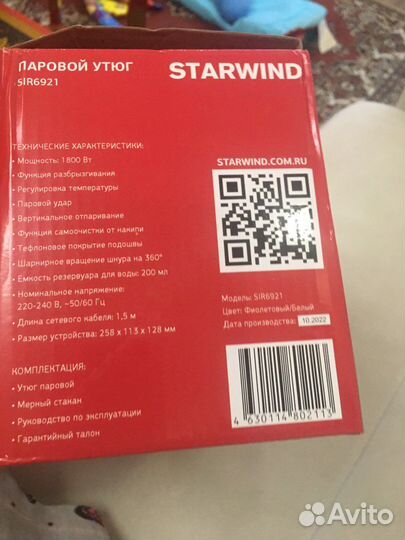 ПАРОВОЙ УТЮГ
SIR6921
STARWIND
ТЕХНИЧЕСКИЕ ХАРАКТЕРИСТИКИ:
• Мощность: 1800 Вт
• Функция разбрызгивания
• Регулировка температуры
• Паровой удар
• Вертикальное отпаривание
• Функция самоочистки от накипи
• Тефлоновое покрытие подошвы
• Шарнирное вращение шнура на 360°
• Емкость резервуара для воды: 200 мл
• Номинальное напряжение:
220-240 В, ~50/60 Гц
• Длина сетевого кабеля: 1,5 м
• Размер устройства: 258 х 113 х 128 мм
КОМПЛЕКТАЦИЯ:
• Утюг паровой
• Мерный стакан
• Руководство по эксплуатации
• Гарантийный талон
STARWIND.COM.RU
Модель: SIR6921
Цвет: Фиолетовый/Белый
Дата производства: 10.2022
4 630114 802113
Avito